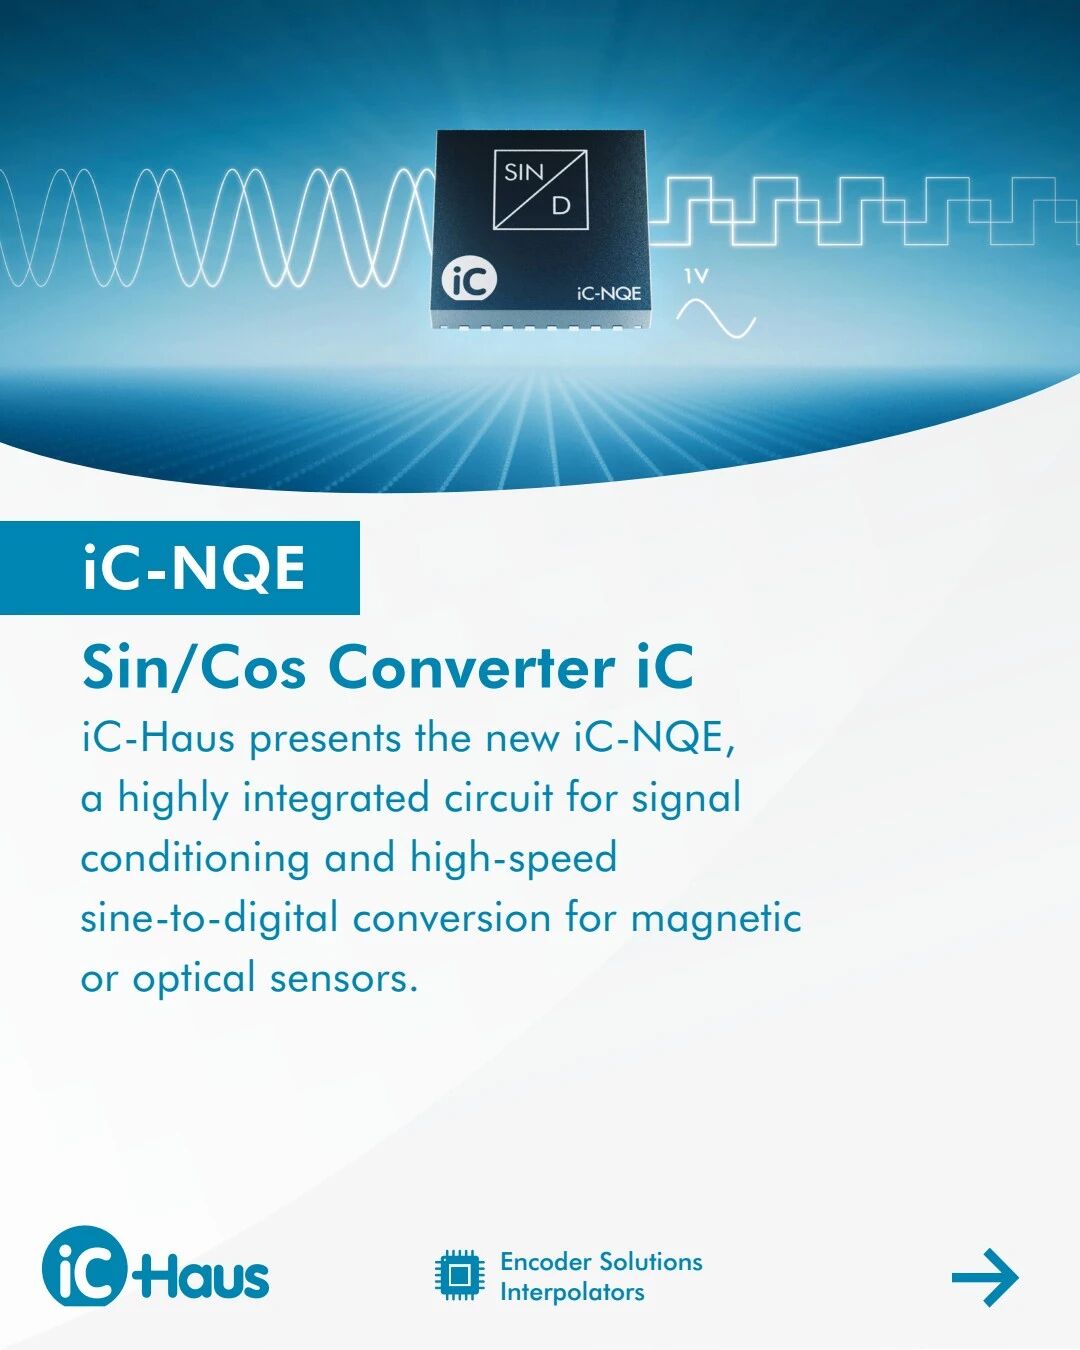 SIN
D
iC
iC-NQE
1V
iC-NQE
Sin/Cos Converter iC
iC-Haus presents the new iC-NQE,
a highly integrated circuit for signal
conditioning and high-speed
sine-to-digital conversion for magnetic
or optical sensors.
iC Haus
Encoder Solutions
Interpolators